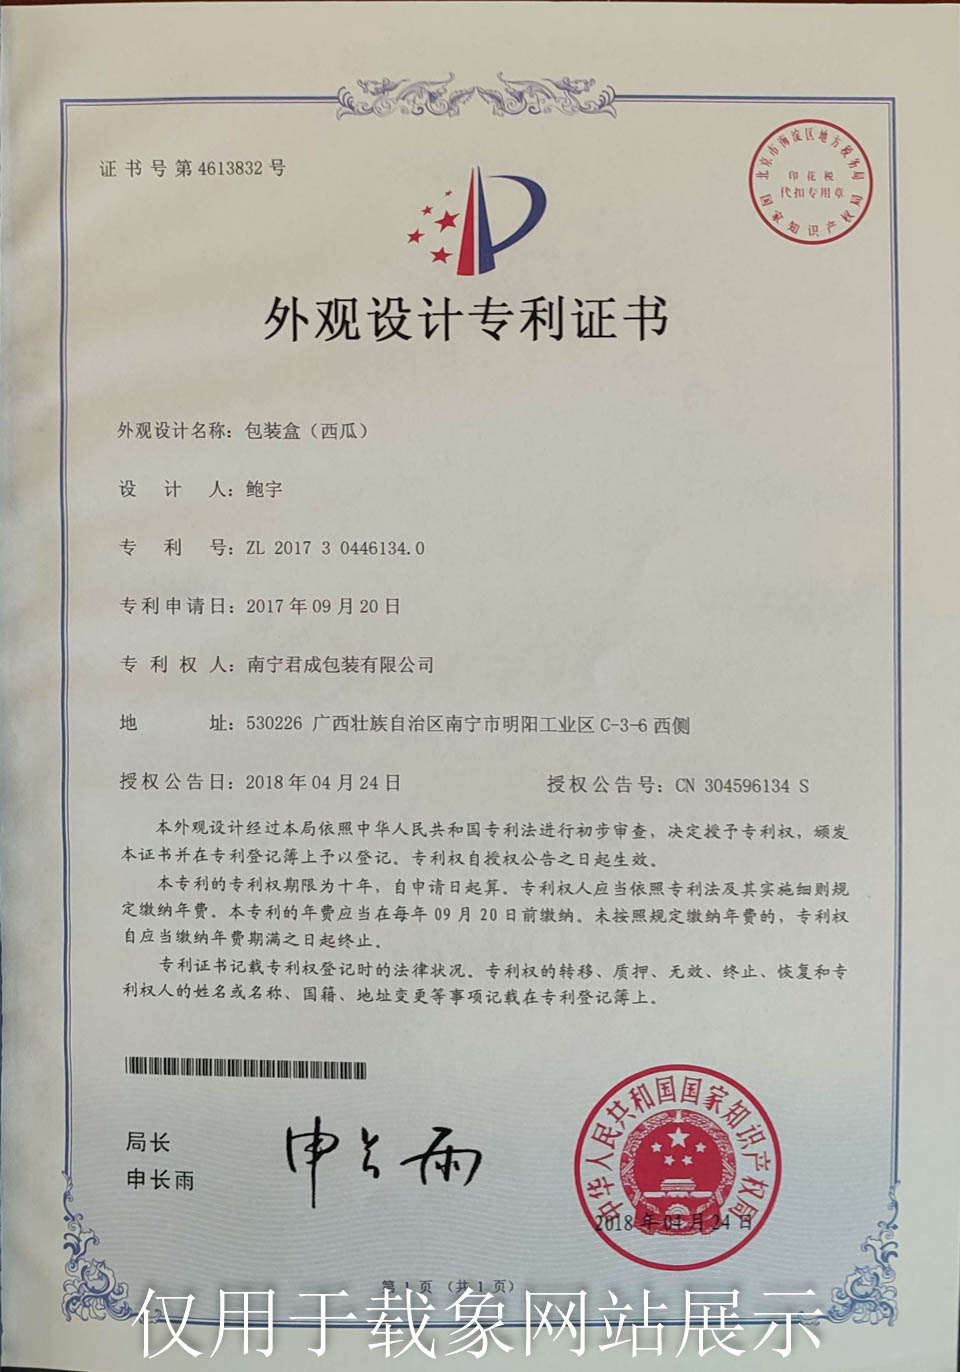 证书号第4613832号
北京市海淀区地方税务局
印花税
代扣专用章
国家知识产权局
外观设计专利证书
外观设计名称：包装盒（西瓜）
设计人：鲍宇
专利号：ZL 2017 3 0446134.0
专利申请日：2017年09月20日
专利权人：南宁君成包装有限公司
地址：530226 广西壮族自治区南宁市明阳工业区C-3-6西侧
授权公告日：2018年04月24日 授权公告号：CN 304596134 S
本外观设计经过本局依照中华人民共和国专利法进行初步审查，决定授予专利权，颁发
本证书并在专利登记簿上予以登记。专利权自授权公告之日起生效。
本专利的专利权期限为十年，自申请日起算。专利权人应当依照专利法及其实施细则规
定缴纳年费。本专利的年费应当在每年09月20日前缴纳。未按照规定缴纳年费的，专利权
自应当缴纳年费期满之日起终止。
专利证书记载专利权登记时的法律状况。专利权的转移、质押、无效、终止、恢复和专
利权人的姓名或名称、国籍、地址变更等事项记载在专利登记簿上。
局长
申长雨
申长雨
中华人民共和国国家知识产权局
2018年04月24日
第1页（共1页）
仅用于载象网站展示